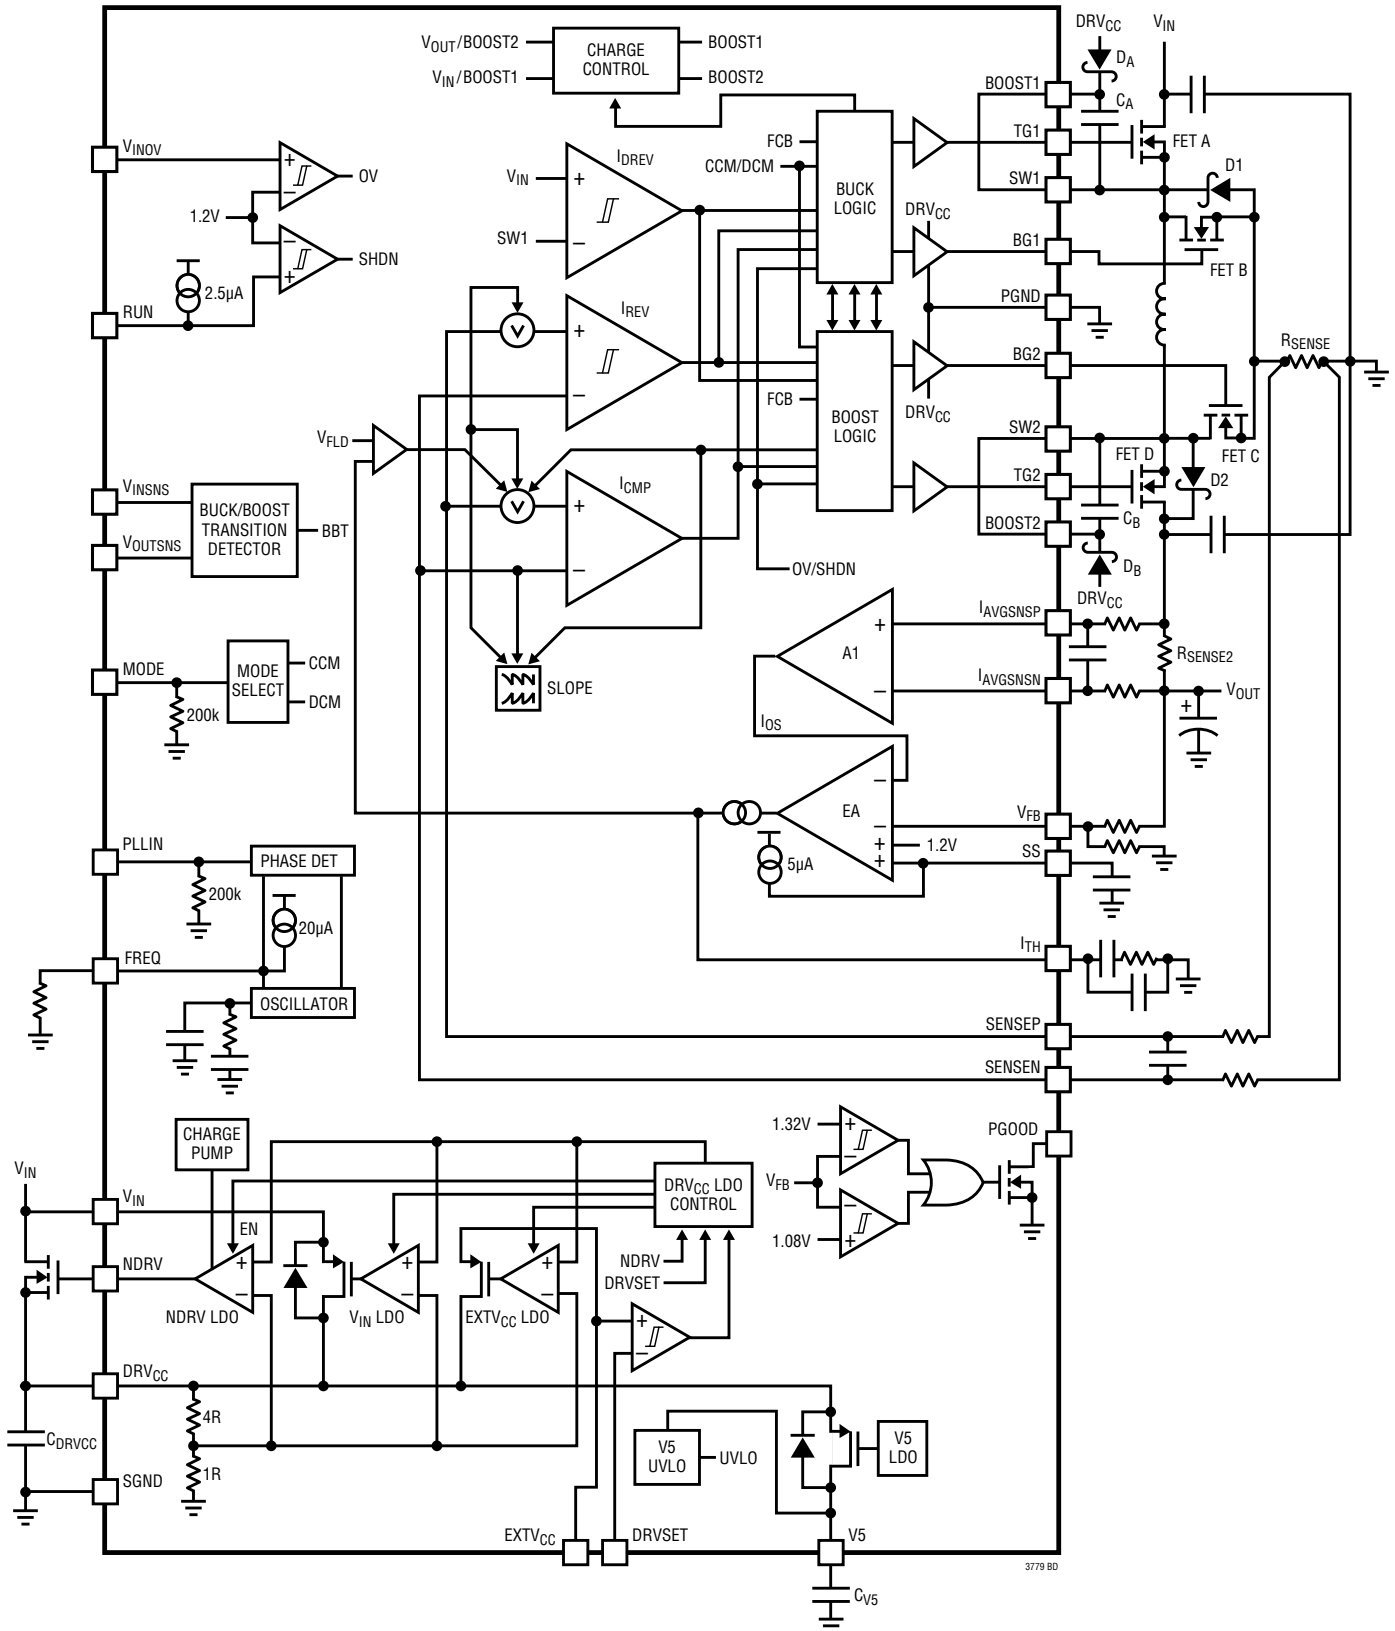 DRVCC
VIN
VOUT/BOOST2
VIN/BOOST1
CHARGE
CONTROL
BOOST1
BOOST2
DA
BOOST1
CA
TG1
FET A
VINOV
OV
1.2V
SHDN
2.5µA
RUN
IDREV
VIN
+
SW1
–
FCB
CCM/DCM
BUCK
LOGIC
SW1
D1
DRVCC
BG1
FET B
PGND
IREV
+
–
BG2
RSENSE
FCB
DRVCC
BOOST
LOGIC
SW2
FET D
FET C
VFLD
TG2
D2
VINSNS
BUCK/BOOST
TRANSITION
DETECTOR
BBT
VOUTSNS
V
V
ICMP
+
–
BOOST2
CB
DB
DRVCC
OV/SHDN
IAVGSNSP
A1
+
–
RSENSE2
IAVGSNSN
VOUT
+
MODE
MODE
SELECT
CCM
DCM
200k
SLOPE
IOS
EA
–
–
+
+
1.2V
VFB
SS
5µA
PLLIN
PHASE DET
200k
20µA
FREQ
OSCILLATOR
ITH
SENSEP
SENSEN
CHARGE
PUMP
1.32V
VFB
1.08V
PGOOD
VIN
VIN
EN
DRVCC LDO
CONTROL
NDRV
NDRV
DRVSET
NDRV LDO
VIN LDO
EXTVCC LDO
+
–
+
–
+
–
+
–
DRVCC
4R
1R
CDRVCC
SGND
V5
UVLO
UVLO
V5
LDO
EXTVCC
DRVSET
V5
3779 BD
CV5